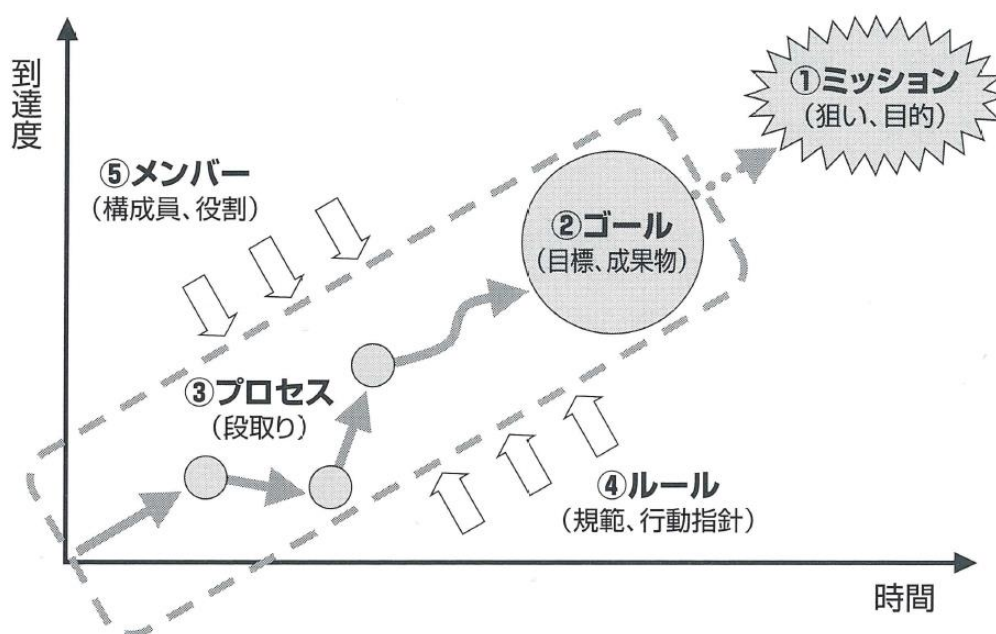 到達度
①ミッション
(狙い、目的)
⑤メンバー
(構成員、役割)
②ゴール
(目標、成果物)
③プロセス
(段取り)
④ルール
(規範、行動指針)
時間